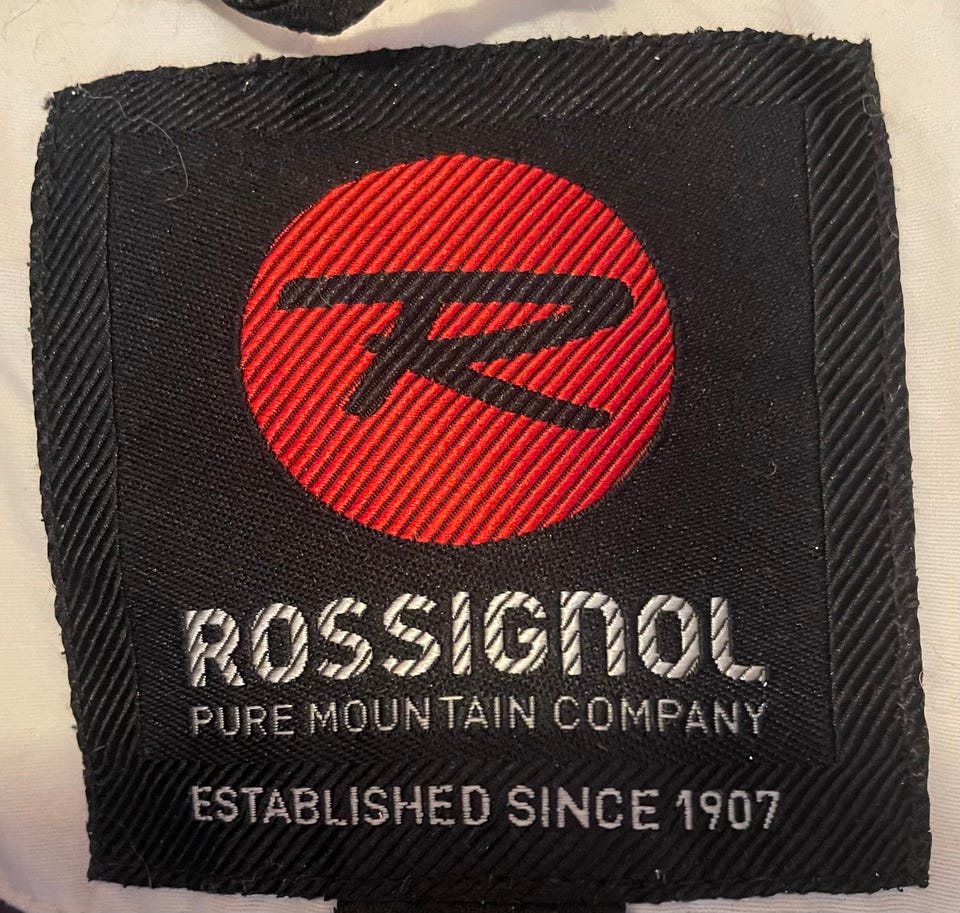 R
ROSSIGNOL
PURE MOUNTAIN COMPANY
ESTABLISHED SINCE 1907